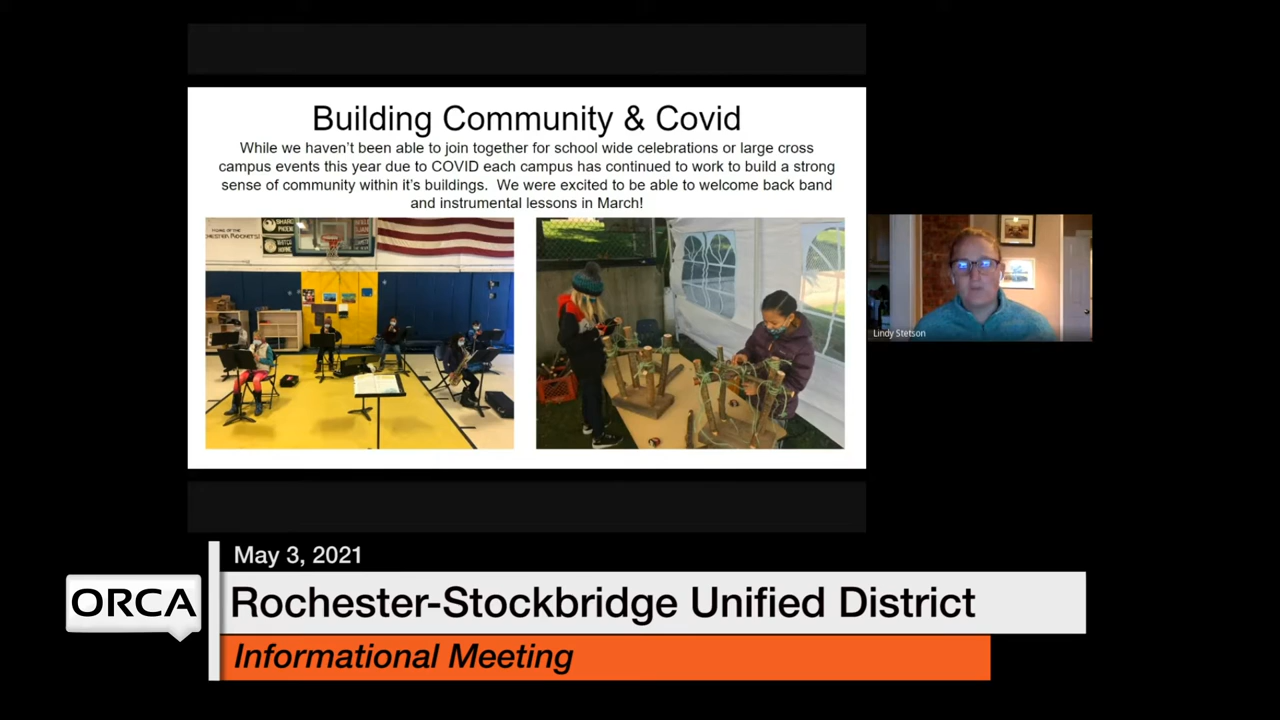 Building Community & Covid
While we haven't been able to join together for school wide celebrations or large cross
campus events this year due to COVID each campus has continued to work to build a strong
sense of community within it's buildings.  We were excited to be able to welcome back band
and instrumental lessons in March!
Lindy Stetson
May 3, 2021
ORCA
Rochester-Stockbridge Unified District
Informational Meeting